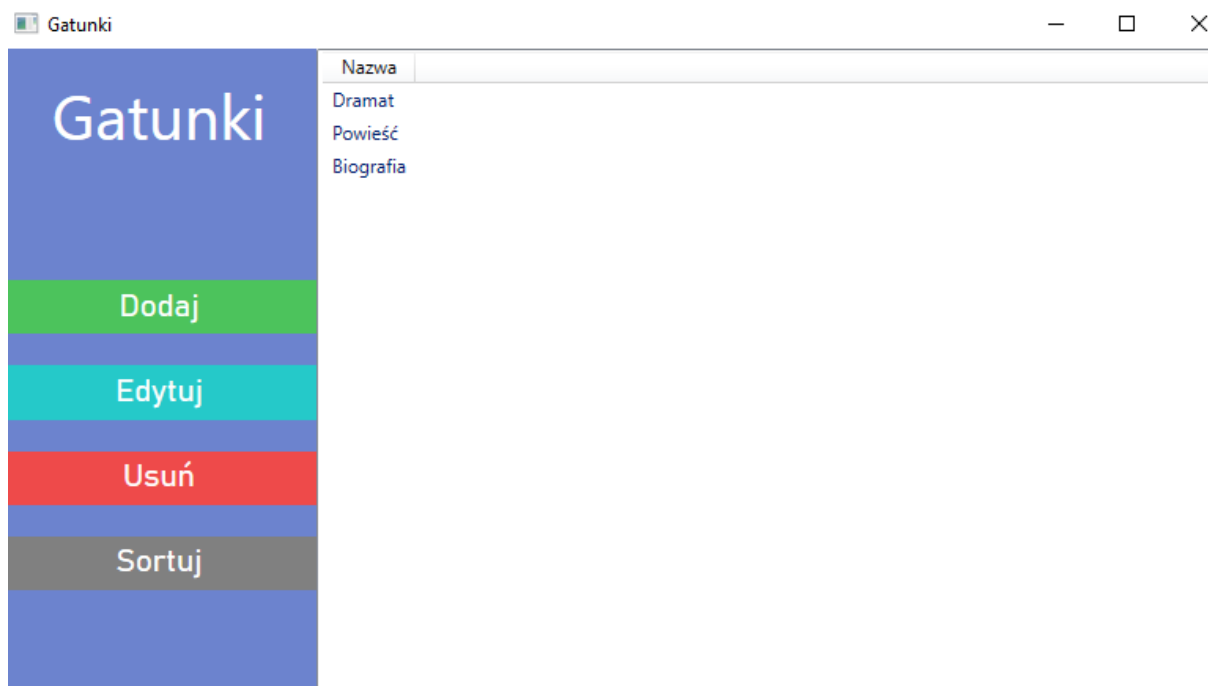 Gatunki
Gatunki
Dodaj
Edytuj
Usuń
Sortuj
Nazwa
Dramat
Powieść
Biografia